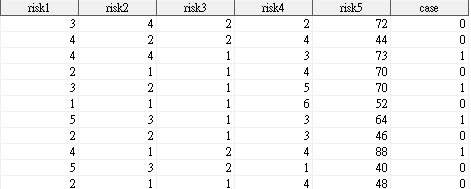 risk1 risk2 risk3 risk4 risk5 case
3 4 2 2 72 0
4 2 2 4 44 0
4 4 1 3 73 1
2 1 1 4 70 0
3 2 1 5 70 1
1 1 1 6 52 0
5 3 1 3 64 1
2 2 1 3 46 0
4 1 2 4 88 1
5 3 2 1 40 0
2 1 1 4 48 0